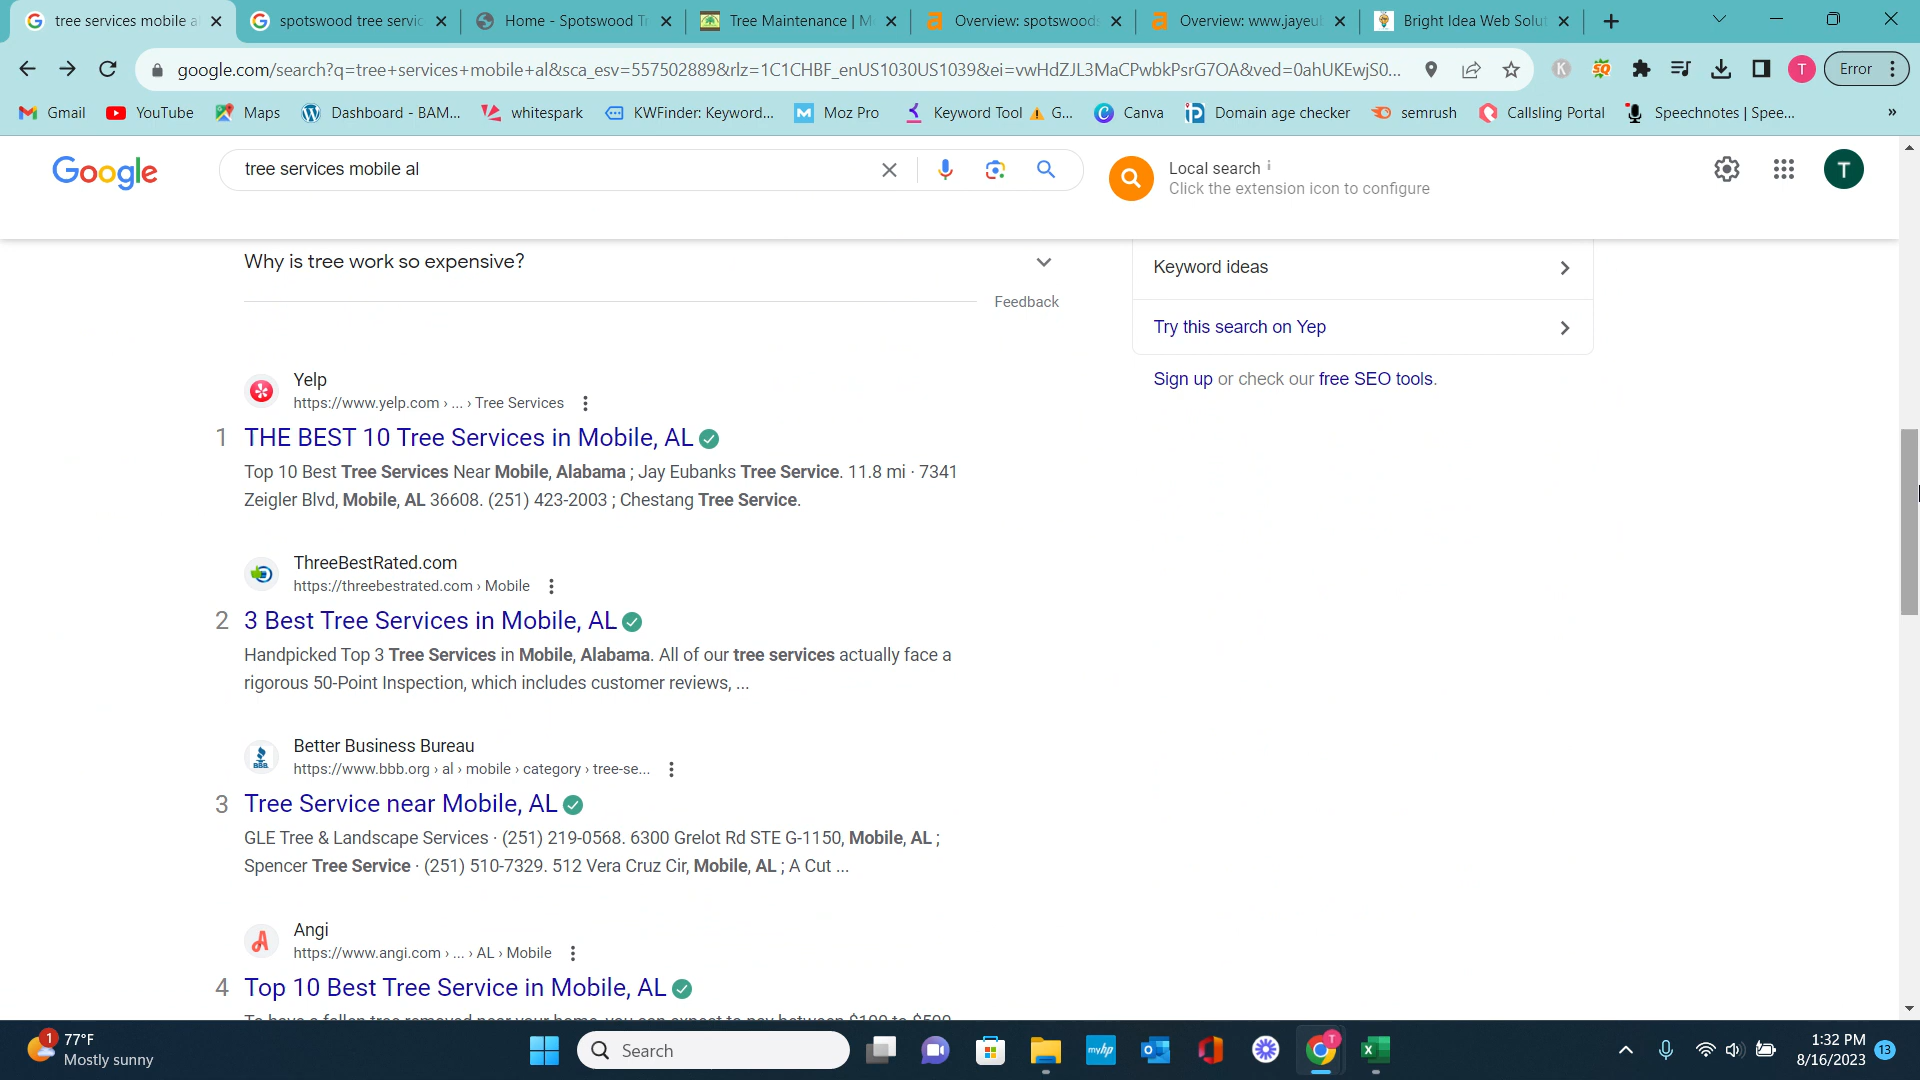 tree services mobile a
spotswood tree servic
Home - Spotswood T
Tree Maintenance | M
Overview: spotswoods
Overview: www.jayeul
Bright Idea Web Solut
google.com/search?q=tree+services+mobile+al&sca_esv=557502889&rlz=1C1CHBF_enUS1030US1039&ei=vwHdZJL3MaCPwbkPsrG7OA&ved=0ahUKEwjS0...
K
SQ
T
Error
Gmail
YouTube
Maps
Dashboard - BAM...
whitespark
KWFinder: Keyword...
Moz Pro
Keyword Tool ⚠ G...
Canva
Domain age checker
semrush
Callsling Portal
Speechnotes | Spee...
»
Google
tree services mobile al
Local search i
Click the extension icon to configure
T
Why is tree work so expensive?
Feedback
Keyword ideas
Try this search on Yep
Sign up or check our free SEO tools.
Yelp
https://www.yelp.com › ... › Tree Services
1 THE BEST 10 Tree Services in Mobile, AL
Top 10 Best Tree Services Near Mobile, Alabama ; Jay Eubanks Tree Service. 11.8 mi · 7341
Zeigler Blvd, Mobile, AL 36608. (251) 423-2003 ; Chestang Tree Service.
ThreeBestRated.com
https://threebestrated.com › Mobile
2 3 Best Tree Services in Mobile, AL
Handpicked Top 3 Tree Services in Mobile, Alabama. All of our tree services actually face a
rigorous 50-Point Inspection, which includes customer reviews, ...
Better Business Bureau
https://www.bbb.org › al › mobile › category › tree-se...
3 Tree Service near Mobile, AL
GLE Tree & Landscape Services · (251) 219-0568. 6300 Grelot Rd STE G-1150, Mobile, AL ;
Spencer Tree Service · (251) 510-7329. 512 Vera Cruz Cir, Mobile, AL ; A Cut ...
Angi
https://www.angi.com › ... › AL › Mobile
4 Top 10 Best Tree Service in Mobile, AL
To have a fallen tree removed near your home, you can expect to pay between $100 to $500
1
77°F
Mostly sunny
Search
myhp
T
1:32 PM
8/16/2023
13